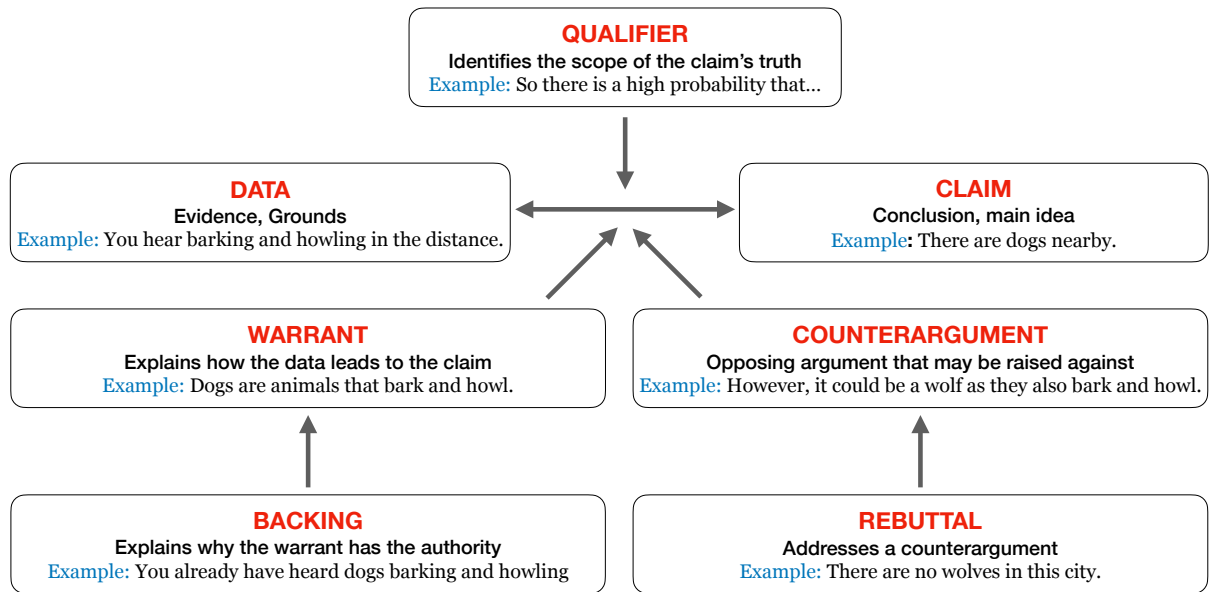 QUALIFIER
Identifies the scope of the claim’s truth
Example: So there is a high probability that...
DATA
Evidence, Grounds
Example: You hear barking and howling in the distance.
CLAIM
Conclusion, main idea
Example: There are dogs nearby.
WARRANT
Explains how the data leads to the claim
Example: Dogs are animals that bark and howl.
COUNTERARGUMENT
Opposing argument that may be raised against
Example: However, it could be a wolf as they also bark and howl.
BACKING
Explains why the warrant has the authority
Example: You already have heard dogs barking and howling
REBUTTAL
Addresses a counterargument
Example: There are no wolves in this city.